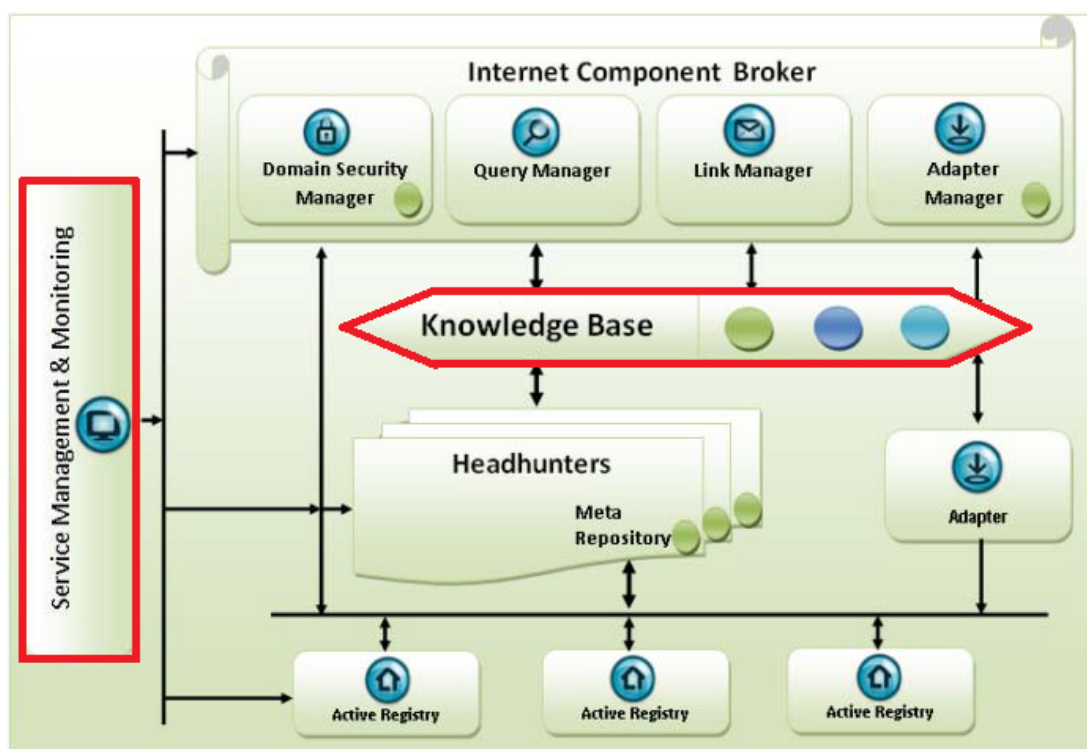 Internet Component Broker
Domain Security
Manager
Query Manager
Link Manager
Adapter
Manager
Service Management & Monitoring
Knowledge Base
Headhunters
Meta
Repository
Adapter
Active Registry
Active Registry
Active Registry